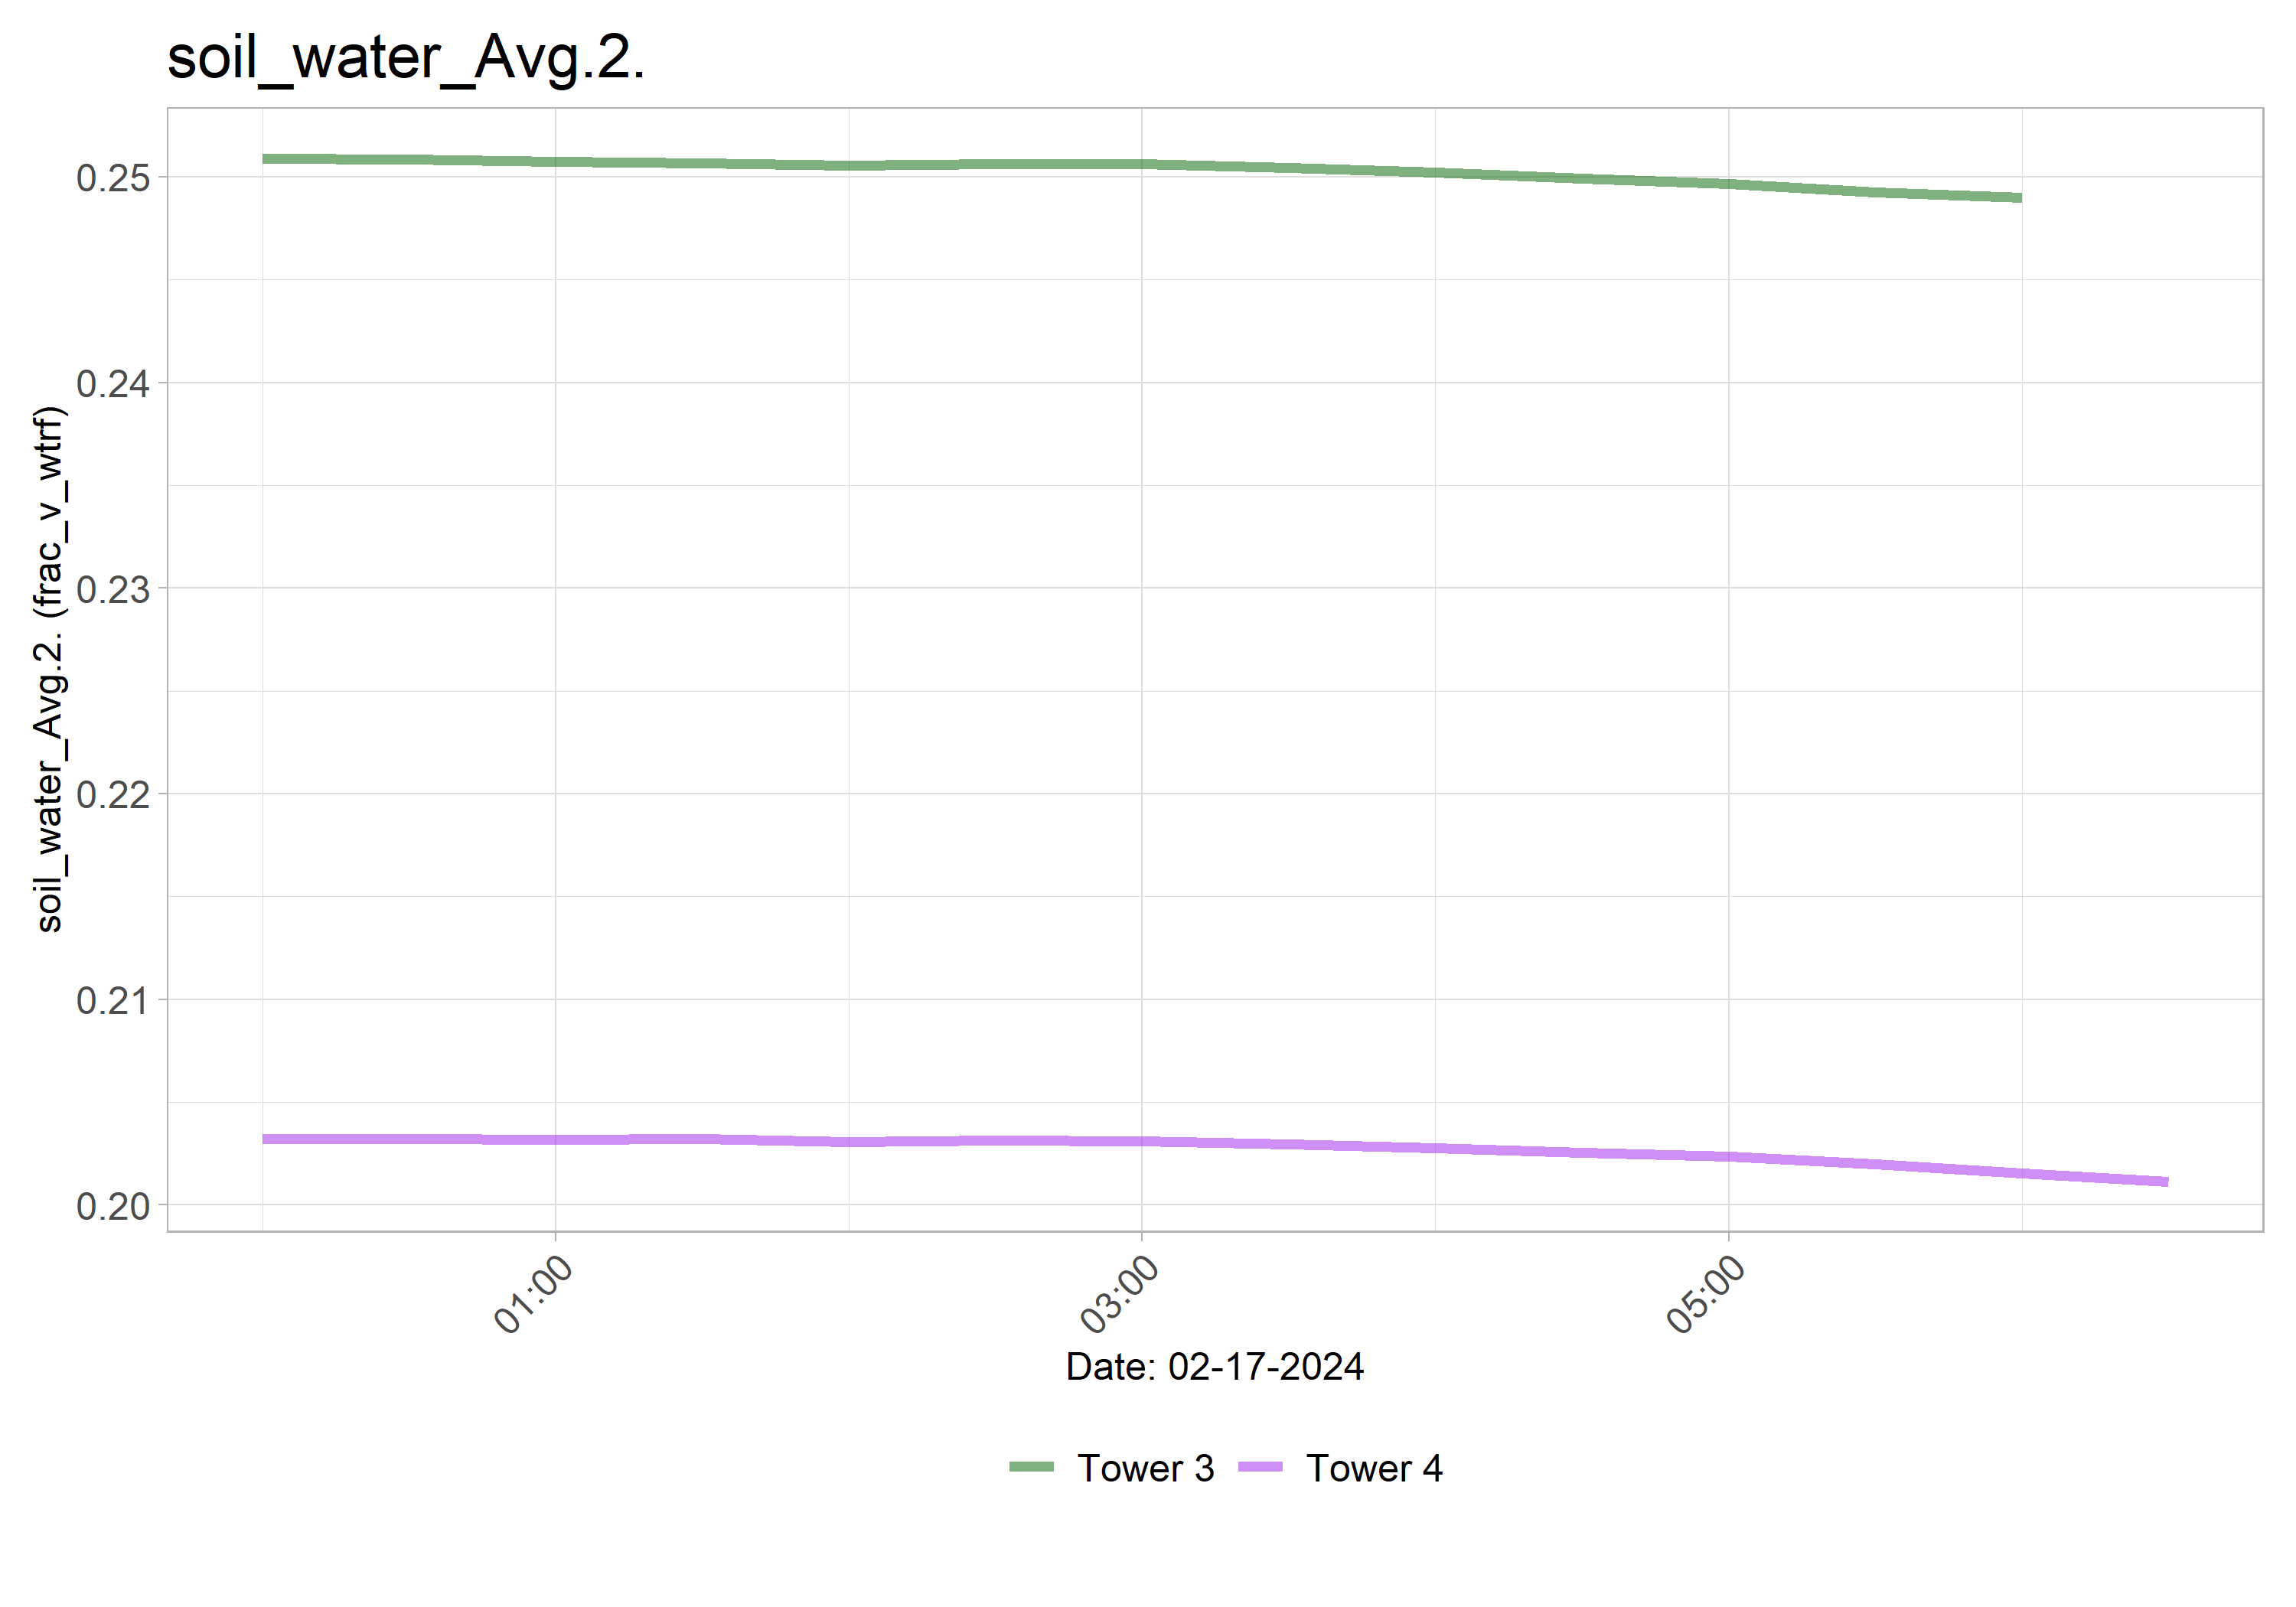 soil_water_Avg.2.
soil_water_Avg.2. (frac_v_wtrf)
0.25
0.24
0.23
0.22
0.21
0.20
01:00
03:00
05:00
Date: 02-17-2024
Tower 3
Tower 4